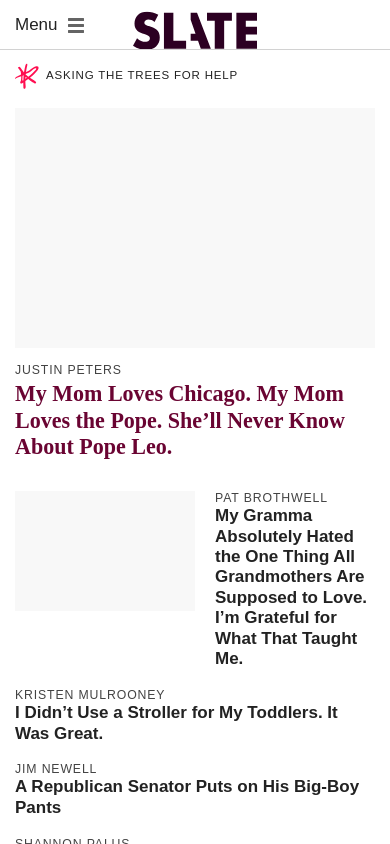 Menu
SLATE
ASKING THE TREES FOR HELP
JUSTIN PETERS
My Mom Loves Chicago. My Mom
Loves the Pope. She’ll Never Know
About Pope Leo.
PAT BROTHWELL
My Gramma
Absolutely Hated
the One Thing All
Grandmothers Are
Supposed to Love.
I’m Grateful for
What That Taught
Me.
KRISTEN MULROONEY
I Didn’t Use a Stroller for My Toddlers. It
Was Great.
JIM NEWELL
A Republican Senator Puts on His Big-Boy
Pants
SHANNON PALUS